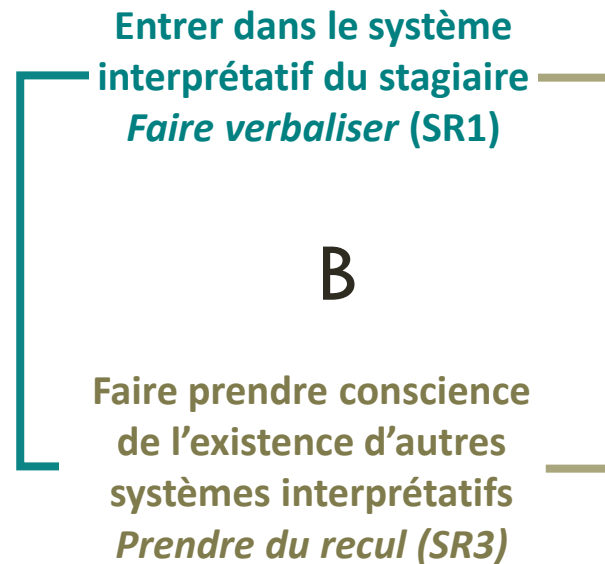 Entrer dans le système
interprétatif du stagiaire
Faire verbaliser (SR1)
B
Faire prendre conscience
de l’existence d’autres
systèmes interprétatifs
Prendre du recul (SR3)